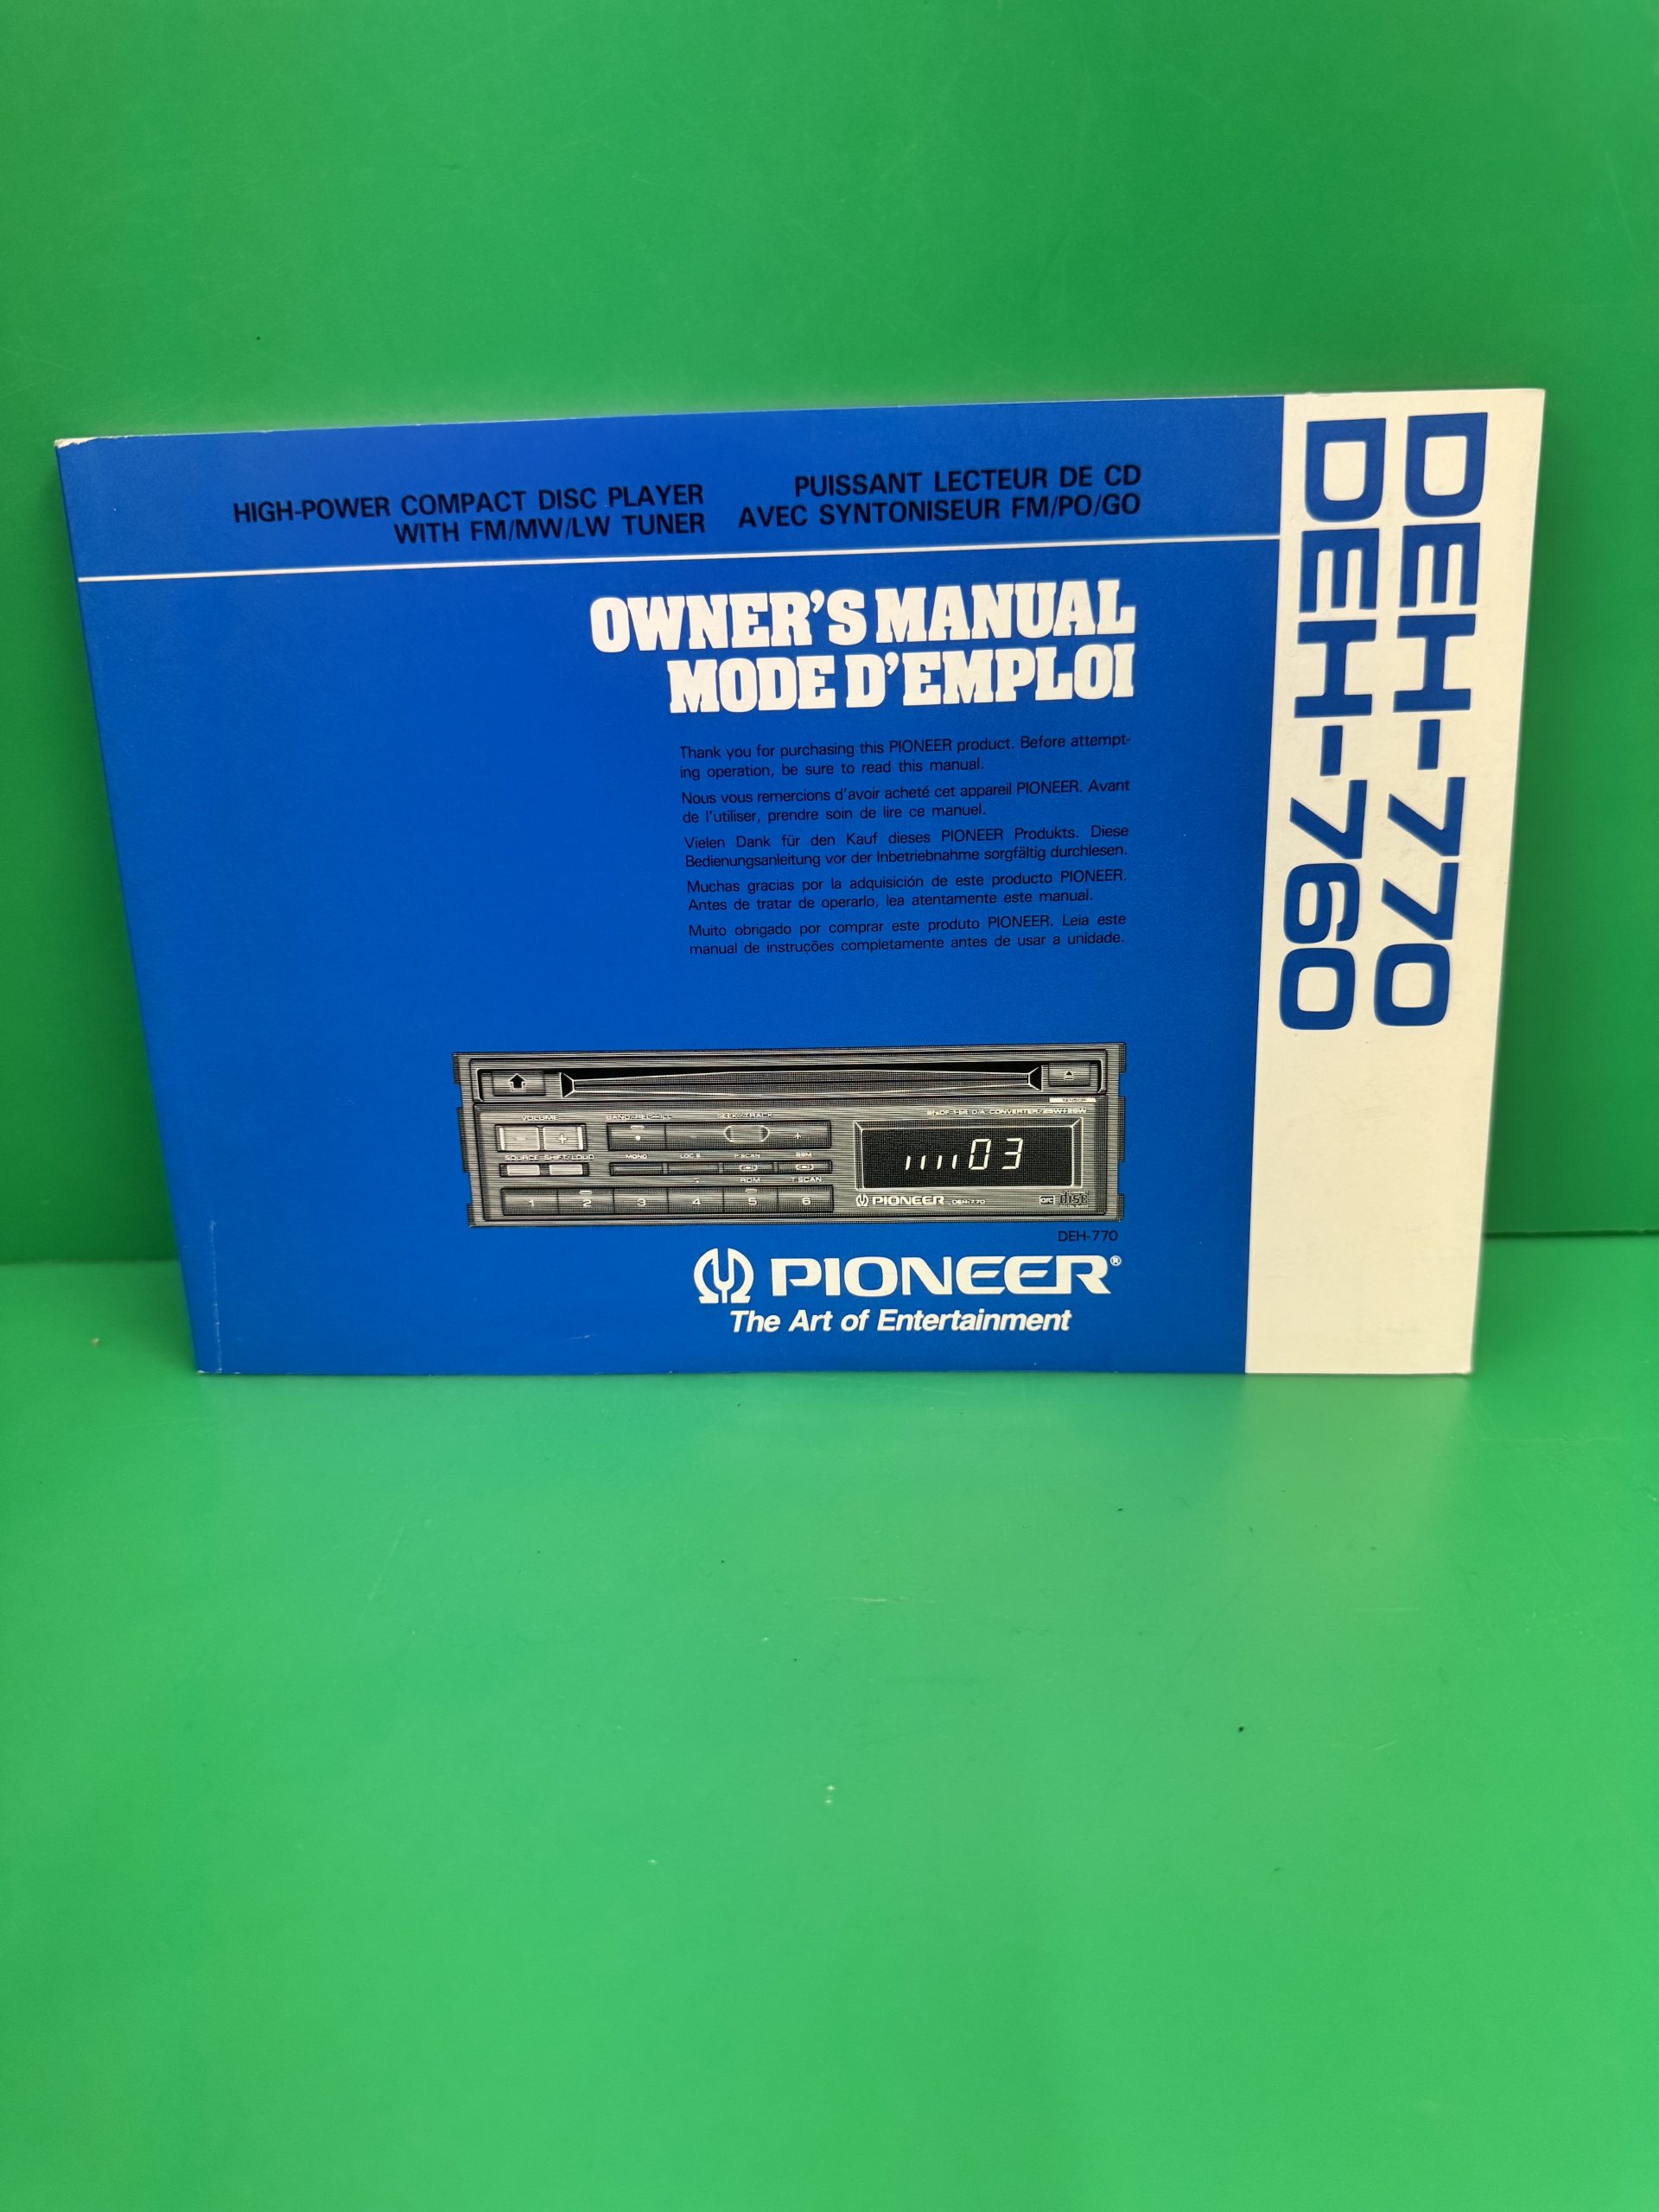 HIGH-POWER COMPACT DISC PLAYER
WITH FM/MW/LW TUNER
PUISSANT LECTEUR DE CD
AVEC SYNTONISEUR FM/PO/GO
OWNER'S MANUAL
MODE D'EMPLOI
Thank you for purchasing this PIONEER product. Before attempt-
ing operation, be sure to read this manual.
Nous vous remercions d'avoir acheté cet appareil PIONEER. Avant
de l'utiliser, prendre soin de lire ce manuel.
Vielen Dank für den Kauf dieses PIONEER Produkts. Diese
Bedienungsanleitung vor der Inbetriebnahme sorgfältig durchlesen.
Muchas gracias por la adquisición de este producto PIONEER.
Antes de tratar de operarlo, lea atentamente este manual.
Muito obrigado por comprar este produto PIONEER. Leia este
manual de instruções completamente antes de usar a unidade.
VOLUME
SEEK/TRACK
D/A CONVERTER/25W+25W
- +
- +
SOURCE SHIFT LOUD
MONO LOC S P.SCAN BSM
RDM T.SCAN
1 2 3 4 5 6
03
PIONEER DEH-770
disc
DEH-770
PIONEER®
The Art of Entertainment
DEH-770
DEH-760